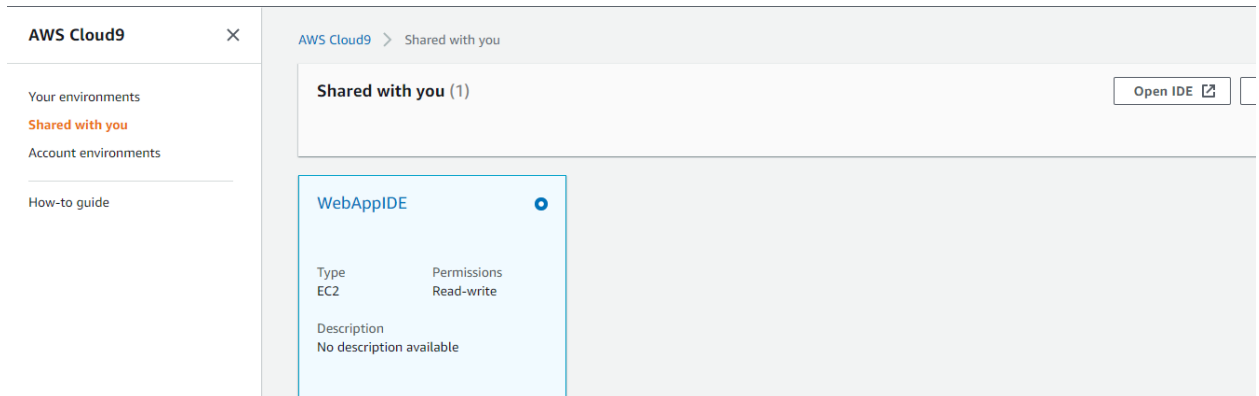 AWS Cloud9
Your environments
Shared with you
Account environments
How-to guide
AWS Cloud9 > Shared with you
Shared with you (1)
Open IDE
WebAppIDE
Type Permissions
EC2 Read-write
Description
No description available